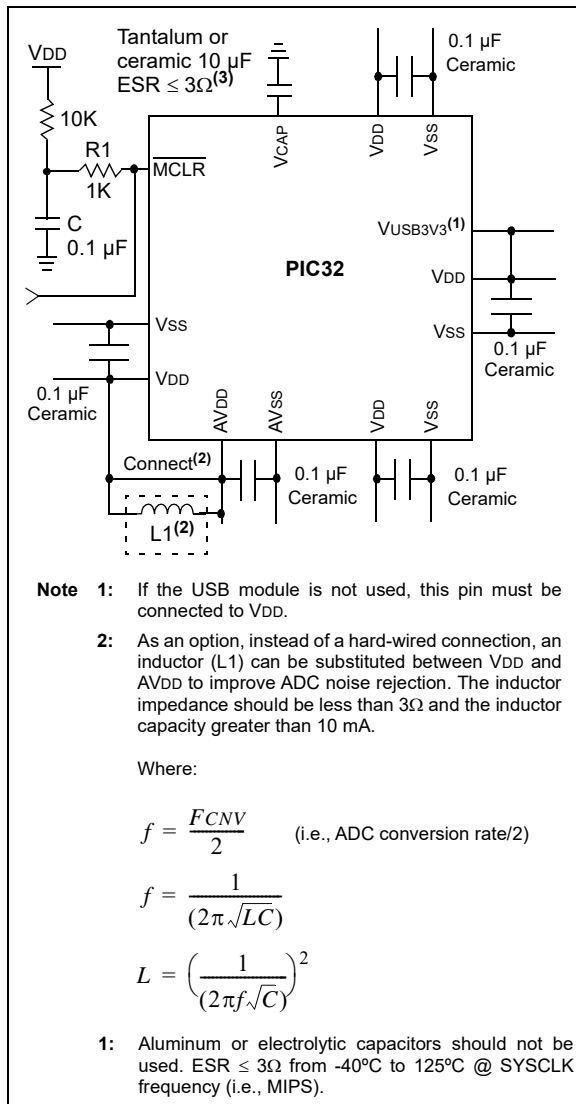 VDD
Tantalum or
ceramic 10 µF
ESR ≤ 3Ω(3)
0.1 µF
Ceramic
10K
R1
1K
MCLR
VCAP
VDD
VSS
C
0.1 µF
VUSB3V3(1)
PIC32
VDD
VSS
VSS
VDD
0.1 µF
Ceramic
0.1 µF
Ceramic
AVDD
AVSS
VDD
VSS
Connect(2)
0.1 µF
Ceramic
0.1 µF
Ceramic
L1(2)
Note 1: If the USB module is not used, this pin must be
connected to VDD.
2: As an option, instead of a hard-wired connection, an
inductor (L1) can be substituted between VDD and
AVDD to improve ADC noise rejection. The inductor
impedance should be less than 3Ω and the inductor
capacity greater than 10 mA.
Where:
f = FCNV / 2 (i.e., ADC conversion rate/2)
f = 1 / (2π√LC)
L = (1 / (2πf√C))²
1: Aluminum or electrolytic capacitors should not be
used. ESR ≤ 3Ω from -40ºC to 125ºC @ SYSCLK
frequency (i.e., MIPS).